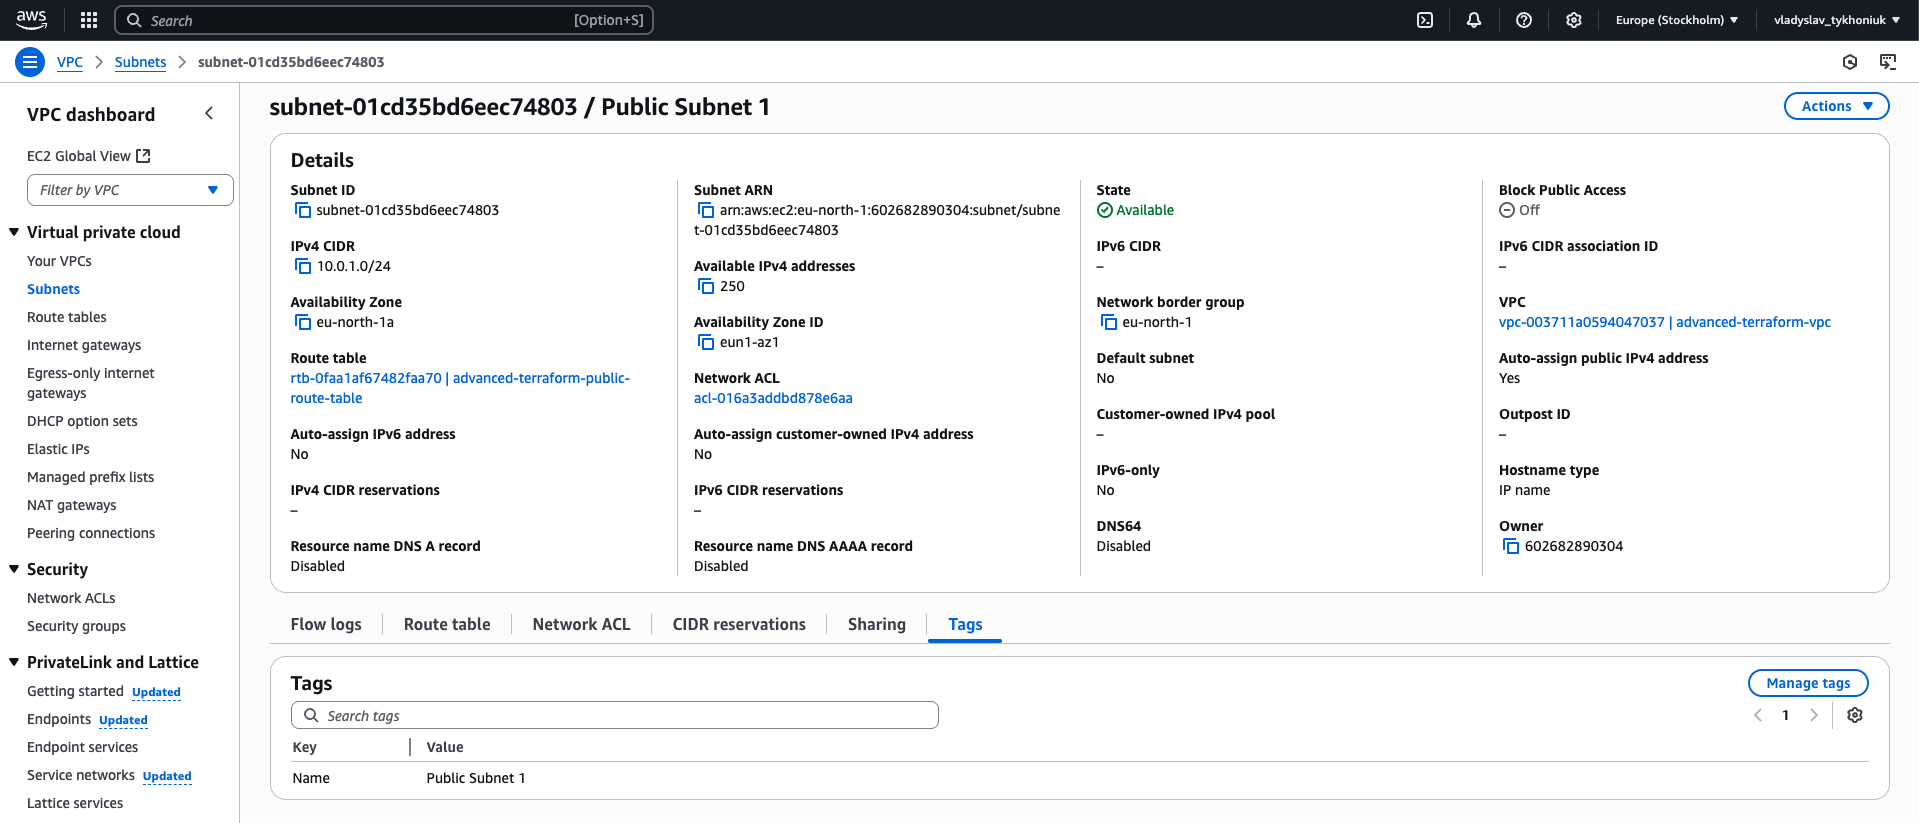 aws
Search
[Option+S]
Europe (Stockholm)
vladyslav_tykhoniuk
VPC
Subnets
subnet-01cd35bd6eec74803
VPC dashboard
EC2 Global View
Filter by VPC
Virtual private cloud
Your VPCs
Subnets
Route tables
Internet gateways
Egress-only internet
gateways
DHCP option sets
Elastic IPs
Managed prefix lists
NAT gateways
Peering connections
Security
Network ACLs
Security groups
PrivateLink and Lattice
Getting started Updated
Endpoints Updated
Endpoint services
Service networks Updated
Lattice services
subnet-01cd35bd6eec74803 / Public Subnet 1
Actions
Details
Subnet ID
subnet-01cd35bd6eec74803
IPv4 CIDR
10.0.1.0/24
Availability Zone
eu-north-1a
Route table
rtb-0faa1af67482faa70 | advanced-terraform-public-
route-table
Auto-assign IPv6 address
No
IPv4 CIDR reservations
–
Resource name DNS A record
Disabled
Subnet ARN
arn:aws:ec2:eu-north-1:602682890304:subnet/subne
t-01cd35bd6eec74803
Available IPv4 addresses
250
Availability Zone ID
eun1-az1
Network ACL
acl-016a3addbd878e6aa
Auto-assign customer-owned IPv4 address
No
IPv6 CIDR reservations
–
Resource name DNS AAAA record
Disabled
State
Available
IPv6 CIDR
–
Network border group
eu-north-1
Default subnet
No
Customer-owned IPv4 pool
–
IPv6-only
No
DNS64
Disabled
Block Public Access
Off
IPv6 CIDR association ID
–
VPC
vpc-003711a0594047037 | advanced-terraform-vpc
Auto-assign public IPv4 address
Yes
Outpost ID
–
Hostname type
IP name
Owner
602682890304
Flow logs
Route table
Network ACL
CIDR reservations
Sharing
Tags
Tags
Manage tags
Search tags
1
Key
Value
Name
Public Subnet 1